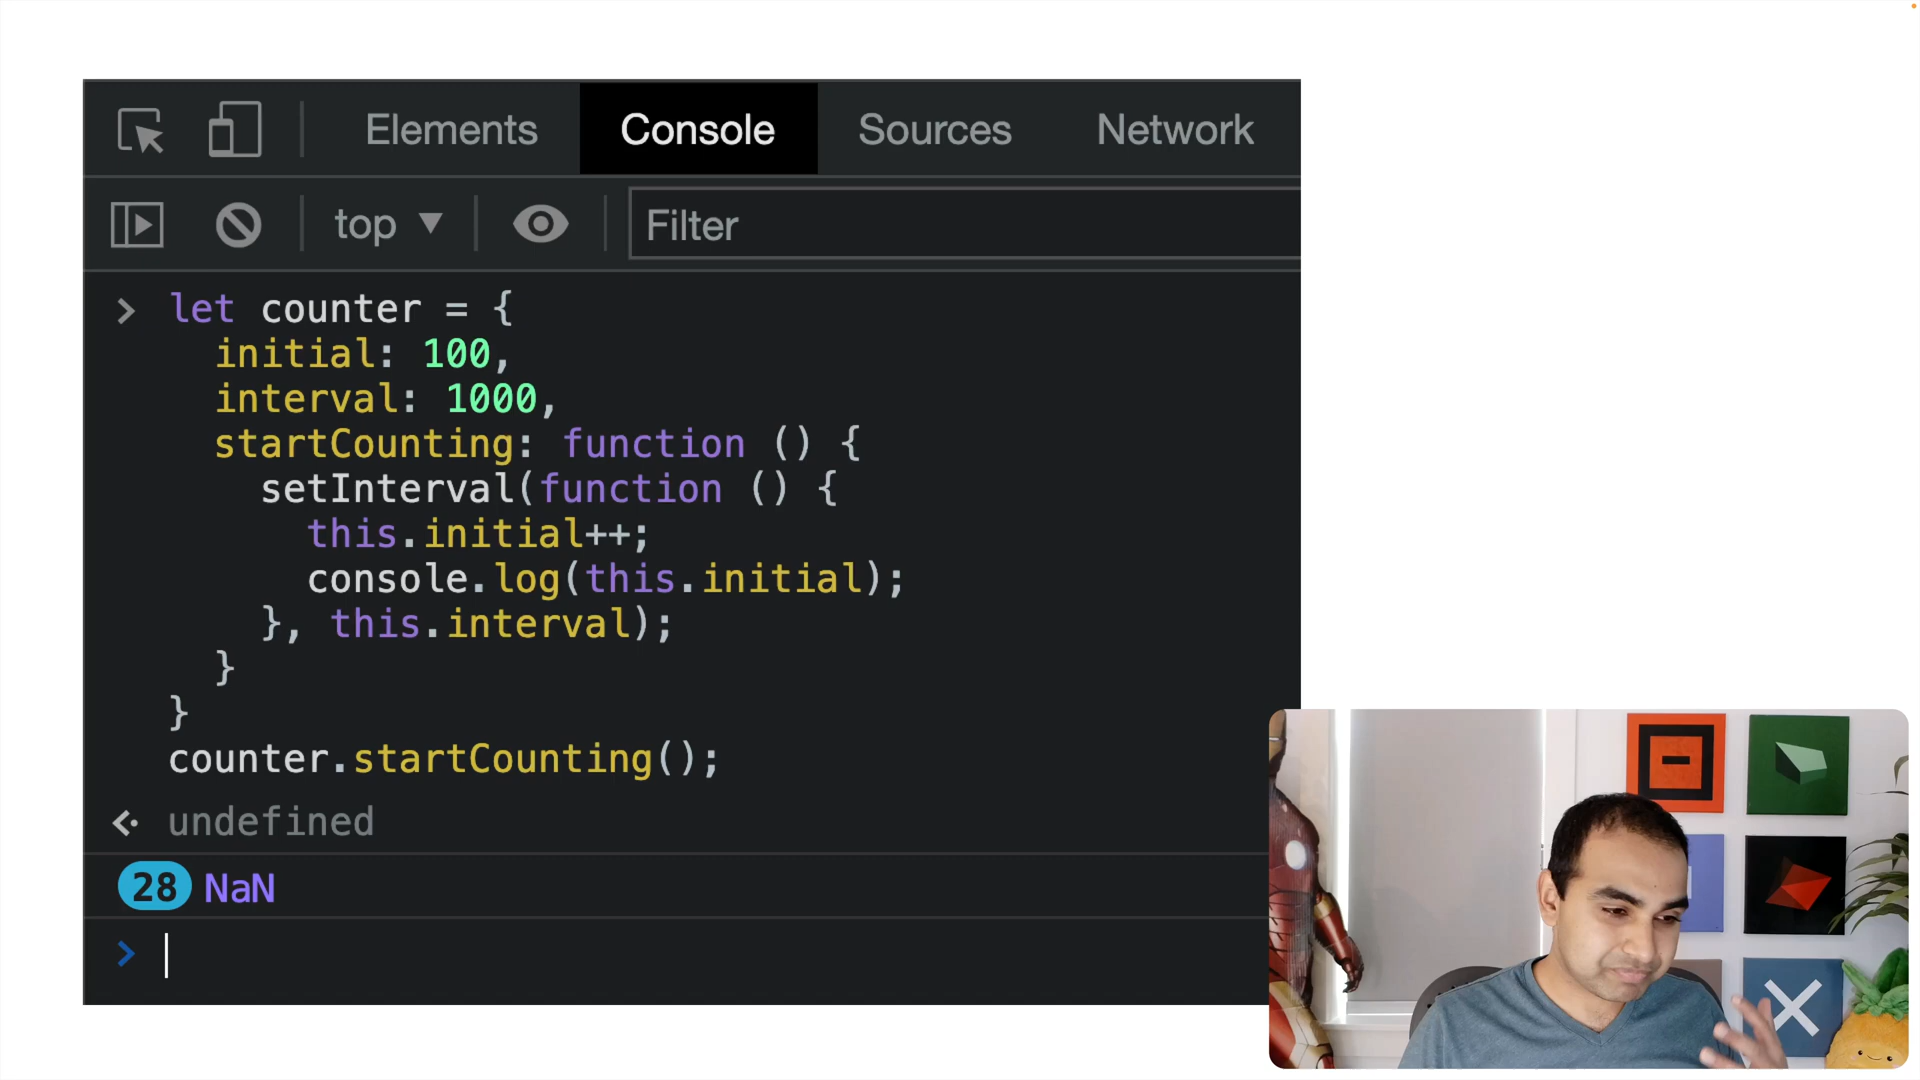 Elements Console Sources Network
top Filter
let counter = {
initial: 100,
interval: 1000,
startCounting: function () {
setInterval(function () {
this.initial++;
console.log(this.initial);
}, this.interval);
}
}
counter.startCounting();
undefined
28 NaN